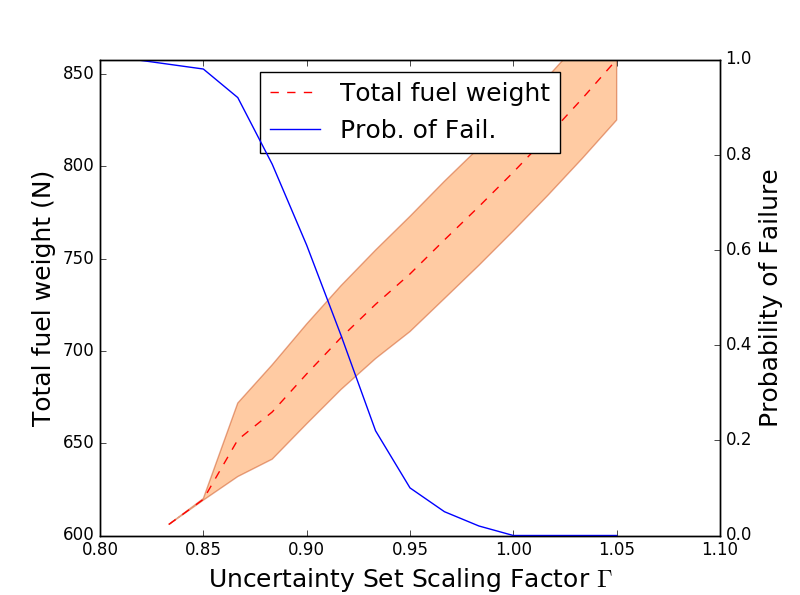 Total fuel weight
Prob. of Fail.
850
800
750
700
650
600
Total fuel weight (N)
1.0
0.8
0.6
0.4
0.2
0.0
Probability of Failure
0.80 0.85 0.90 0.95 1.00 1.05 1.10
Uncertainty Set Scaling Factor Γ